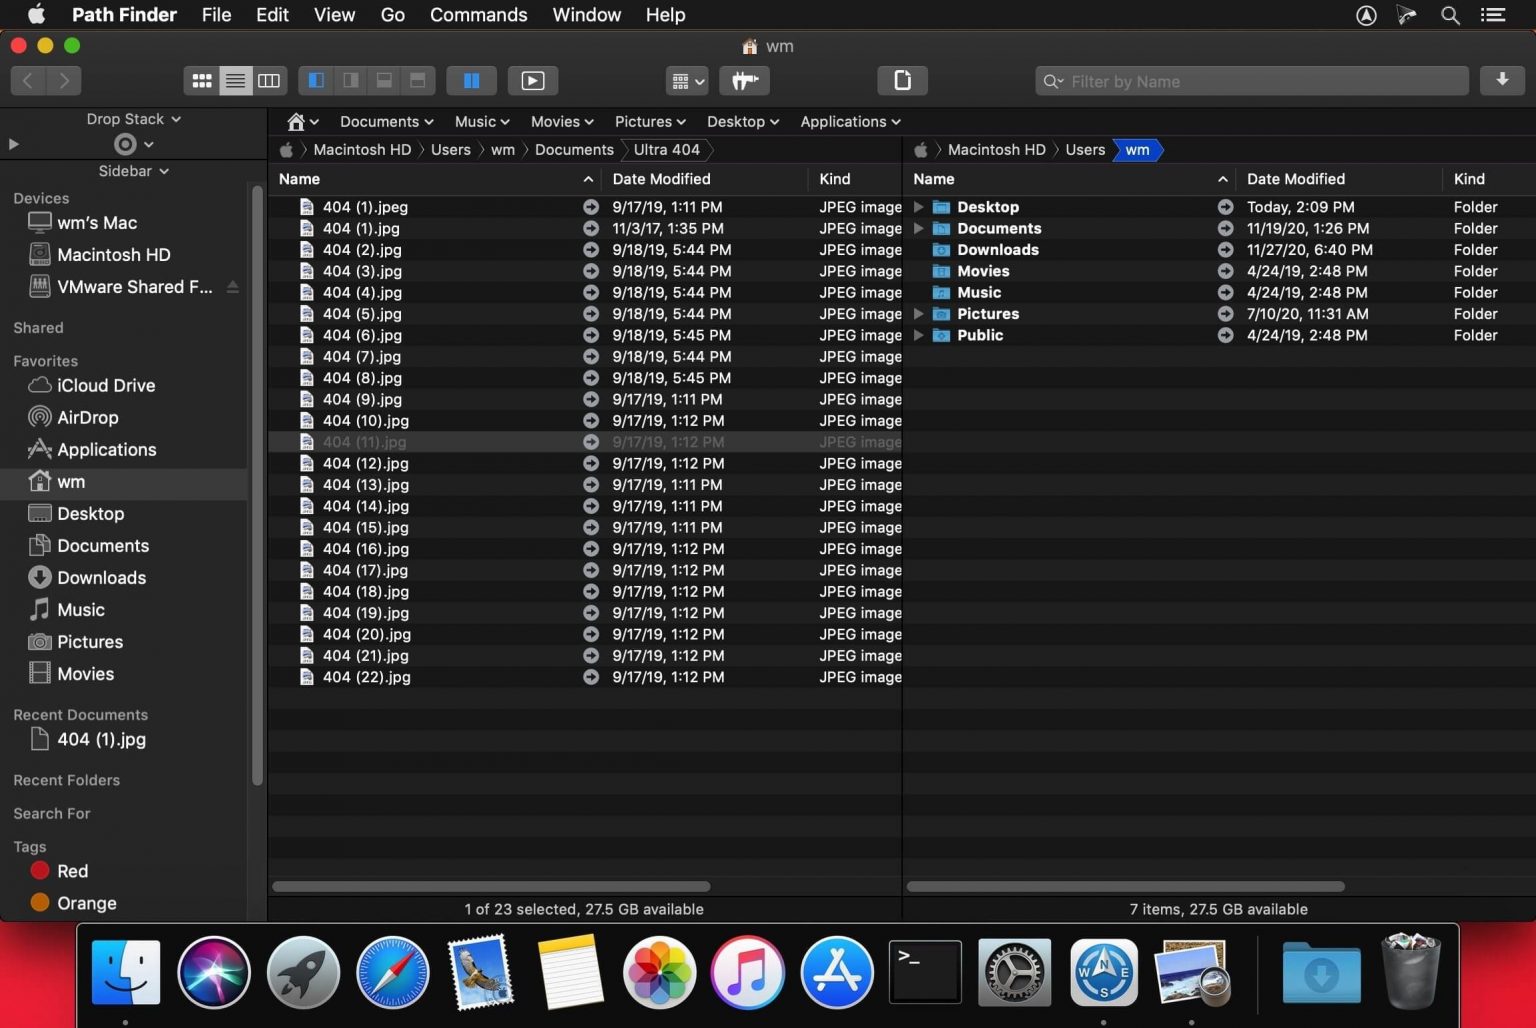 Path Finder File Edit View Go Commands Window Help
wm
Filter by Name
Drop Stack
Sidebar
Devices
wm's Mac
Macintosh HD
VMware Shared F...
Shared
Favorites
iCloud Drive
AirDrop
Applications
wm
Desktop
Documents
Downloads
Music
Pictures
Movies
Recent Documents
404 (1).jpg
Recent Folders
Search For
Tags
Red
Orange
Documents Music Movies Pictures Desktop Applications
Macintosh HD Users wm Documents Ultra 404
Name Date Modified Kind
404 (1).jpeg 9/17/19, 1:11 PM JPEG image
404 (1).jpg 11/3/17, 1:35 PM JPEG image
404 (2).jpg 9/18/19, 5:44 PM JPEG image
404 (3).jpg 9/18/19, 5:44 PM JPEG image
404 (4).jpg 9/18/19, 5:44 PM JPEG image
404 (5).jpg 9/18/19, 5:44 PM JPEG image
404 (6).jpg 9/18/19, 5:45 PM JPEG image
404 (7).jpg 9/18/19, 5:44 PM JPEG image
404 (8).jpg 9/18/19, 5:45 PM JPEG image
404 (9).jpg 9/17/19, 1:11 PM JPEG image
404 (10).jpg 9/17/19, 1:12 PM JPEG image
404 (11).jpg 9/17/19, 1:12 PM JPEG image
404 (12).jpg 9/17/19, 1:12 PM JPEG image
404 (13).jpg 9/17/19, 1:11 PM JPEG image
404 (14).jpg 9/17/19, 1:11 PM JPEG image
404 (15).jpg 9/17/19, 1:11 PM JPEG image
404 (16).jpg 9/17/19, 1:12 PM JPEG image
404 (17).jpg 9/17/19, 1:12 PM JPEG image
404 (18).jpg 9/17/19, 1:12 PM JPEG image
404 (19).jpg 9/17/19, 1:12 PM JPEG image
404 (20).jpg 9/17/19, 1:12 PM JPEG image
404 (21).jpg 9/17/19, 1:12 PM JPEG image
404 (22).jpg 9/17/19, 1:12 PM JPEG image
1 of 23 selected, 27.5 GB available
Macintosh HD Users wm
Name Date Modified Kind
Desktop Today, 2:09 PM Folder
Documents 11/19/20, 1:26 PM Folder
Downloads 11/27/20, 6:40 PM Folder
Movies 4/24/19, 2:48 PM Folder
Music 4/24/19, 2:48 PM Folder
Pictures 7/10/20, 11:31 AM Folder
Public 4/24/19, 2:48 PM Folder
7 items, 27.5 GB available
>_
N
W E
S